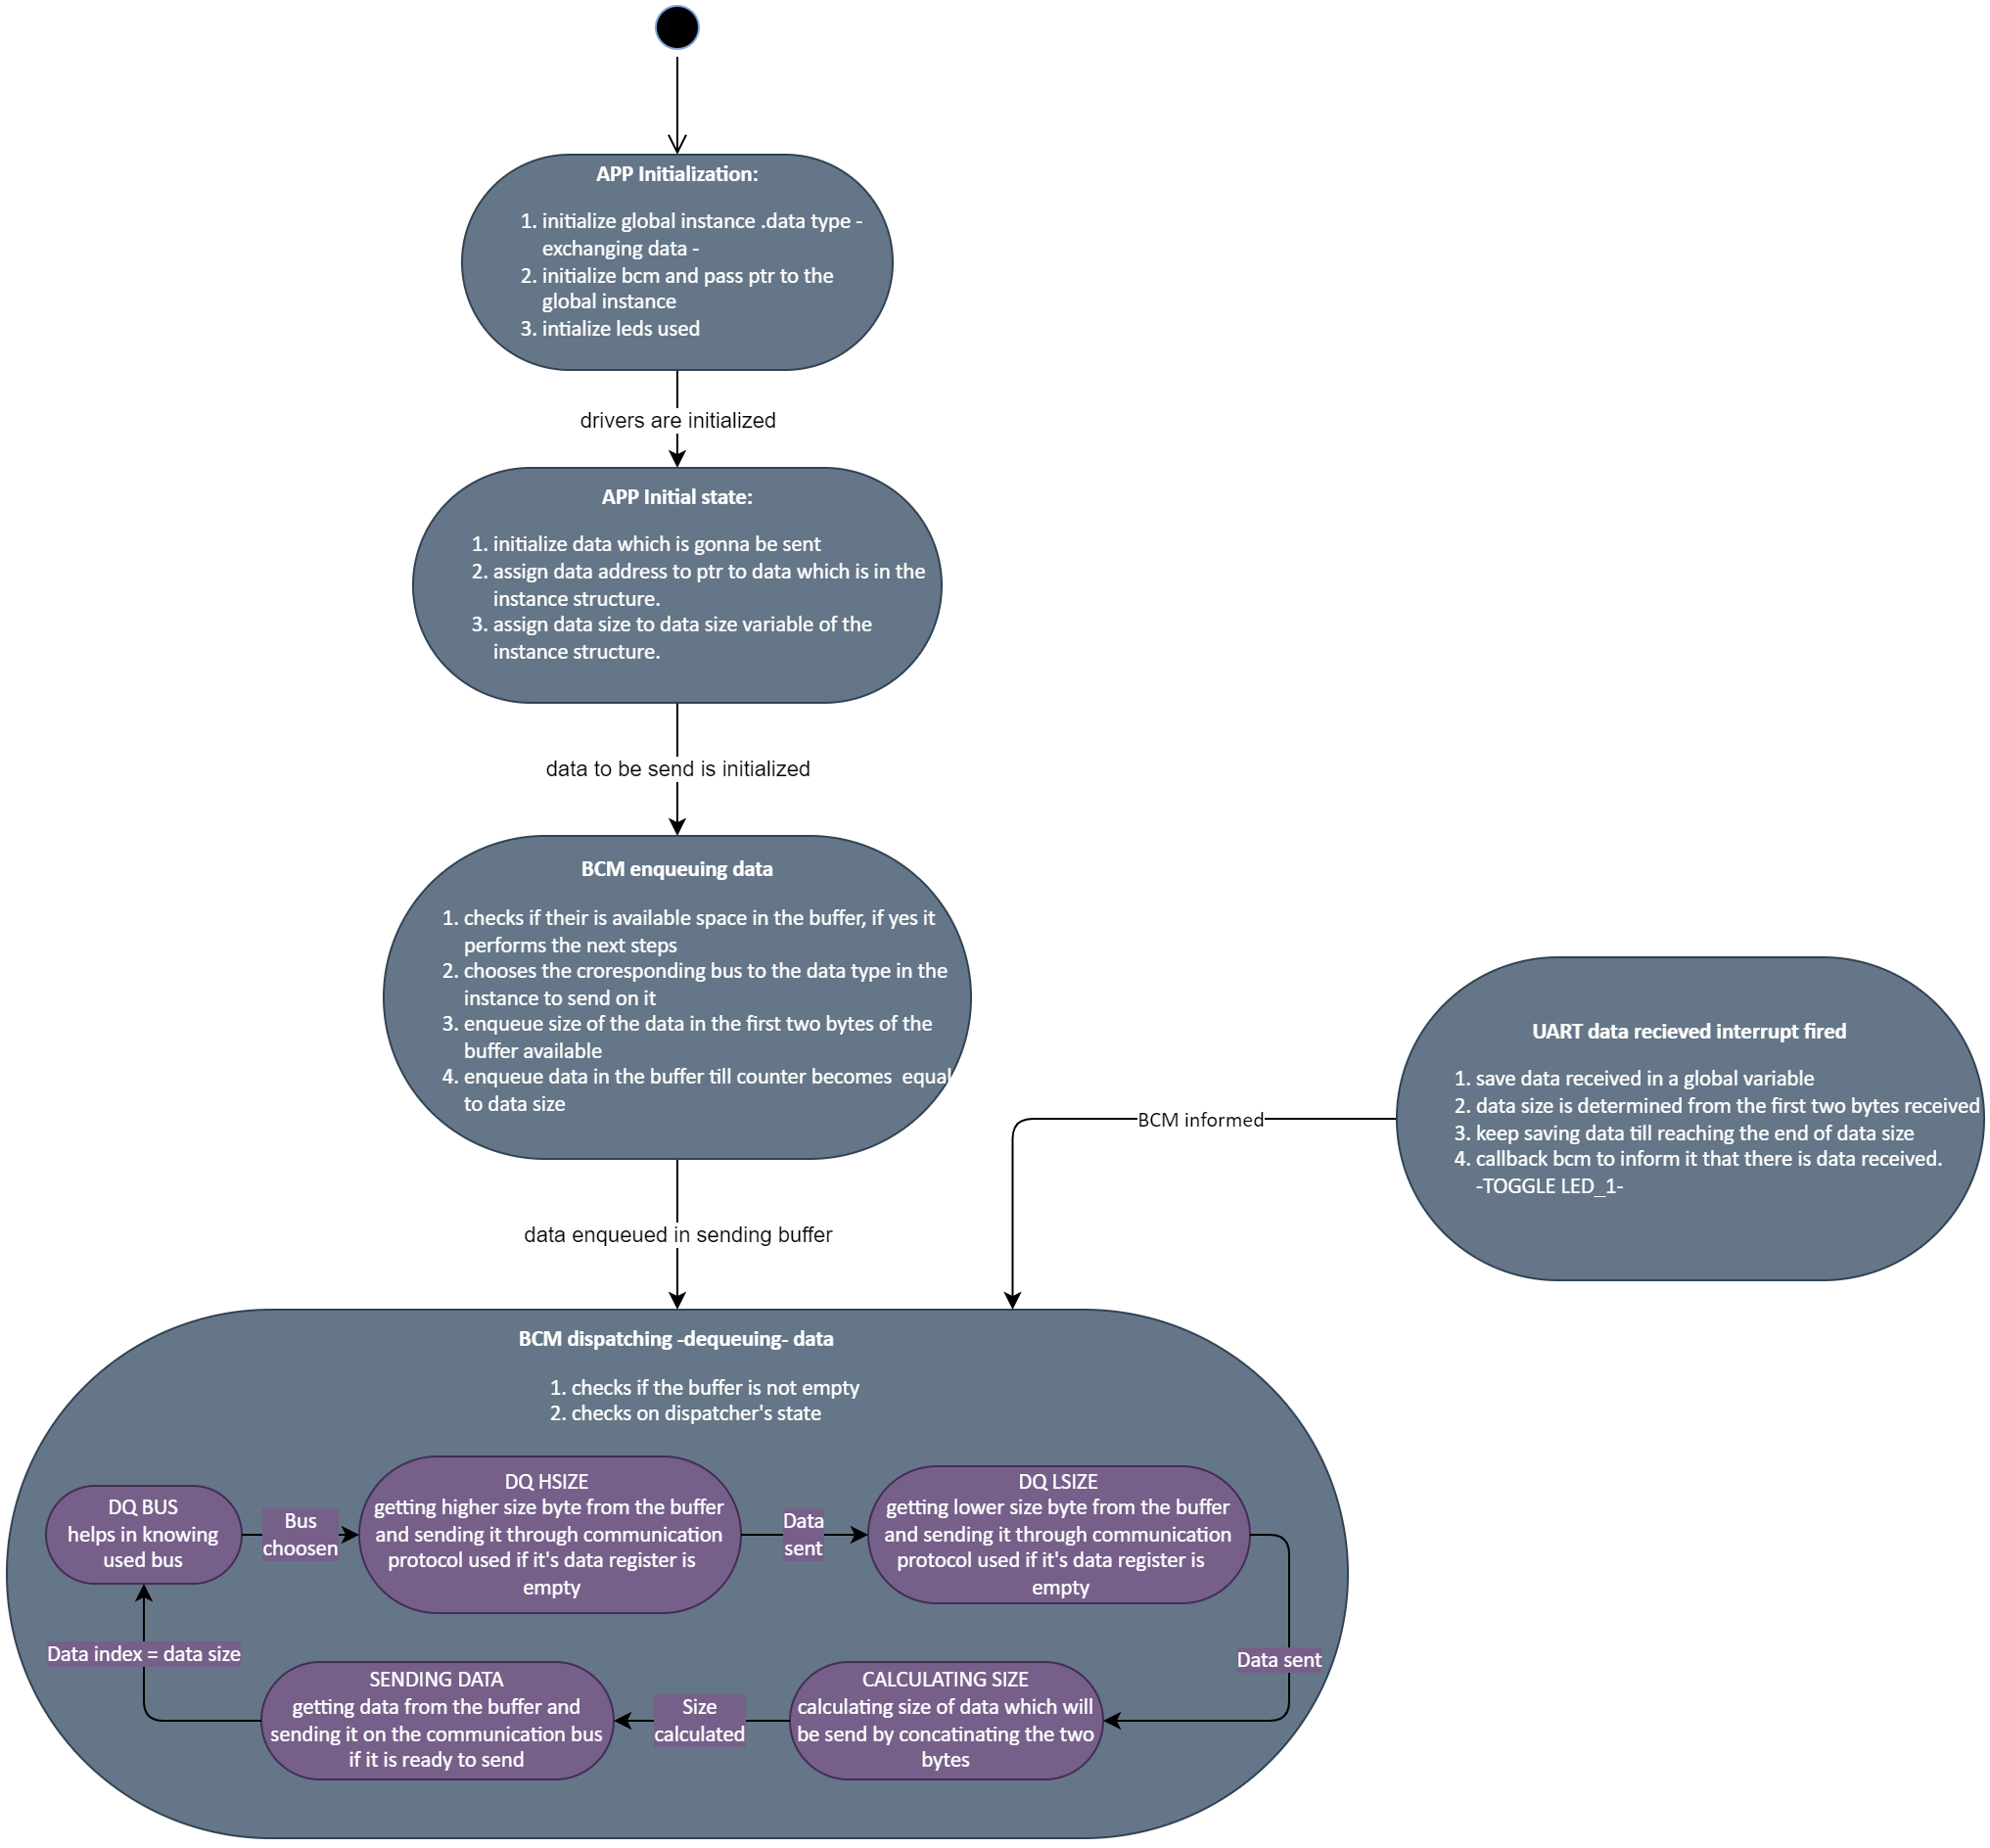 APP Initialization:
1. initialize global instance .data type -
exchanging data -
2. initialize bcm and pass ptr to the
global instance
3. intialize leds used
drivers are initialized
APP Initial state:
1. initialize data which is gonna be sent
2. assign data address to ptr to data which is in the
instance structure.
3. assign data size to data size variable of the
instance structure.
data to be send is initialized
BCM enqueuing data
1. checks if their is available space in the buffer, if yes it
performs the next steps
2. chooses the croresponding bus to the data type in the
instance to send on it
3. enqueue size of the data in the first two bytes of the
buffer available
4. enqueue data in the buffer till counter becomes  equal
to data size
UART data recieved interrupt fired
1. save data received in a global variable
2. data size is determined from the first two bytes received
3. keep saving data till reaching the end of data size
4. callback bcm to inform it that there is data received.
-TOGGLE LED_1-
BCM informed
data enqueued in sending buffer
BCM dispatching -dequeuing- data
1. checks if the buffer is not empty
2. checks on dispatcher's state
DQ BUS
helps in knowing
used bus
Bus
choosen
DQ HSIZE
getting higher size byte from the buffer
and sending it through communication
protocol used if it's data register is
empty
Data
sent
DQ LSIZE
getting lower size byte from the buffer
and sending it through communication
protocol used if it's data register is
empty
Data sent
CALCULATING SIZE
calculating size of data which will
be send by concatinating the two
bytes
Size
calculated
SENDING DATA
getting data from the buffer and
sending it on the communication bus
if it is ready to send
Data index = data size